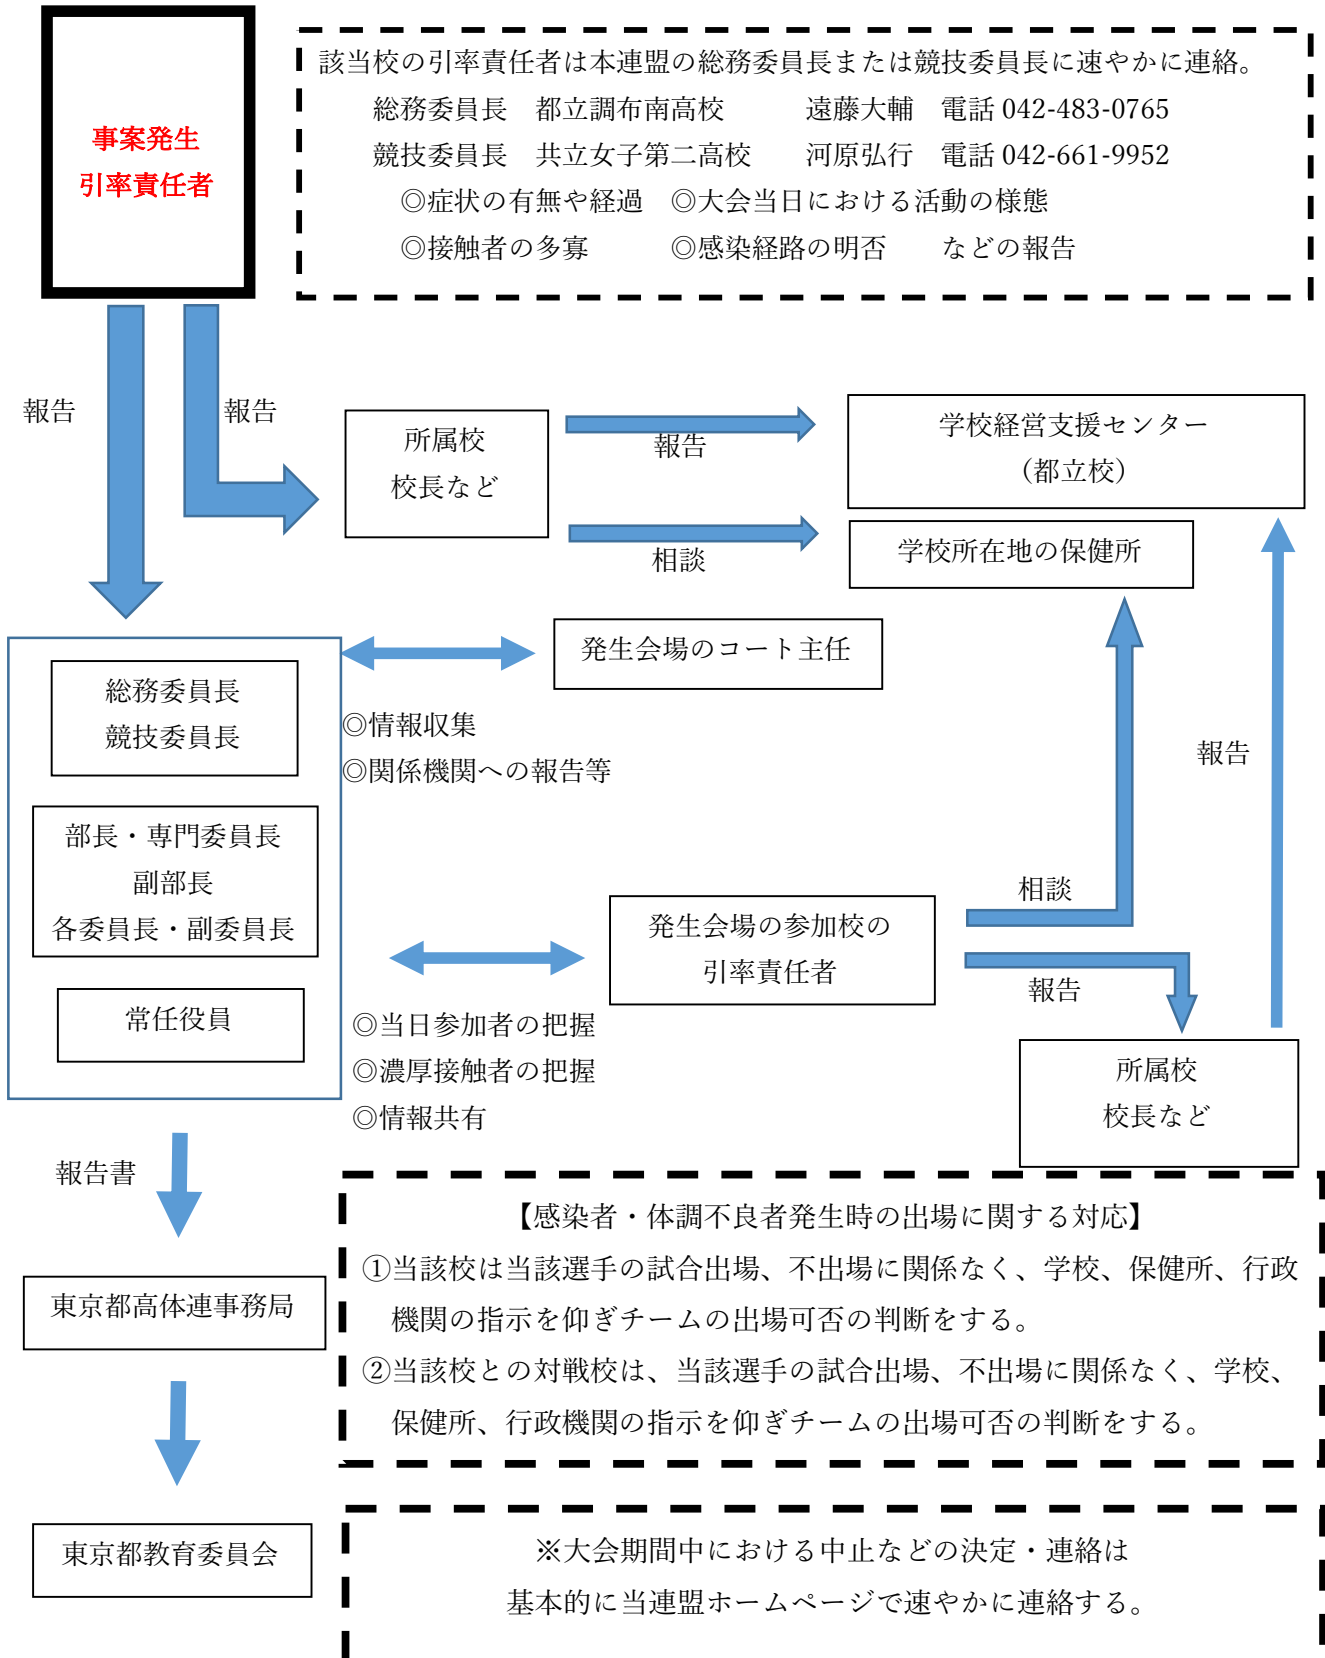 事案発生
引率責任者
該当校の引率責任者は本連盟の総務委員長または競技委員長に速やかに連絡。
総務委員長　都立調布南高校　　　遠藤大輔　電話 042-483-0765
競技委員長　共立女子第二高校　　河原弘行　電話 042-661-9952
◎症状の有無や経過　◎大会当日における活動の様態
◎接触者の多寡　　　◎感染経路の明否　　などの報告
報告
報告
所属校
校長など
報告
学校経営支援センター
（都立校）
相談
学校所在地の保健所
発生会場のコート主任
総務委員長
競技委員長
◎情報収集
◎関係機関への報告等
報告
部長・専門委員長
副部長
各委員長・副委員長
相談
発生会場の参加校の
引率責任者
報告
常任役員
◎当日参加者の把握
◎濃厚接触者の把握
◎情報共有
所属校
校長など
報告書
【感染者・体調不良者発生時の出場に関する対応】
①当該校は当該選手の試合出場、不出場に関係なく、学校、保健所、行政
機関の指示を仰ぎチームの出場可否の判断をする。
②当該校との対戦校は、当該選手の試合出場、不出場に関係なく、学校、
保健所、行政機関の指示を仰ぎチームの出場可否の判断をする。
東京都高体連事務局
東京都教育委員会
※大会期間中における中止などの決定・連絡は
基本的に当連盟ホームページで速やかに連絡する。